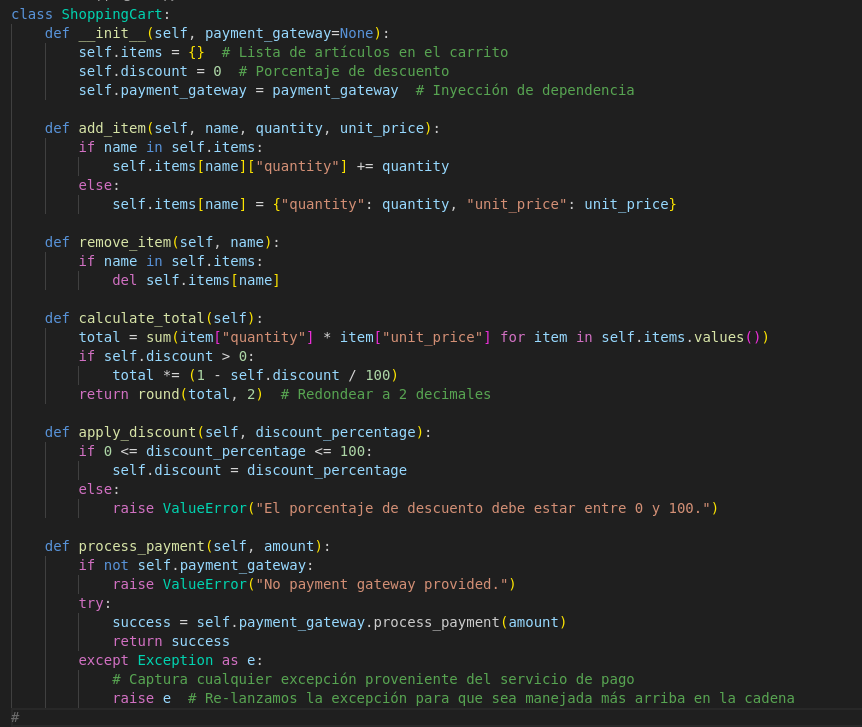 class ShoppingCart:
    def __init__(self, payment_gateway=None):
        self.items = {}  # Lista de artículos en el carrito
        self.discount = 0  # Porcentaje de descuento
        self.payment_gateway = payment_gateway  # Inyección de dependencia

    def add_item(self, name, quantity, unit_price):
        if name in self.items:
            self.items[name]["quantity"] += quantity
        else:
            self.items[name] = {"quantity": quantity, "unit_price": unit_price}

    def remove_item(self, name):
        if name in self.items:
            del self.items[name]

    def calculate_total(self):
        total = sum(item["quantity"] * item["unit_price"] for item in self.items.values())
        if self.discount > 0:
            total *= (1 - self.discount / 100)
        return round(total, 2)  # Redondear a 2 decimales

    def apply_discount(self, discount_percentage):
        if 0 <= discount_percentage <= 100:
            self.discount = discount_percentage
        else:
            raise ValueError("El porcentaje de descuento debe estar entre 0 y 100.")

    def process_payment(self, amount):
        if not self.payment_gateway:
            raise ValueError("No payment gateway provided.")
        try:
            success = self.payment_gateway.process_payment(amount)
            return success
        except Exception as e:
            # Captura cualquier excepción proveniente del servicio de pago
            raise e  # Re-lanzamos la excepción para que sea manejada más arriba en la cadena
#